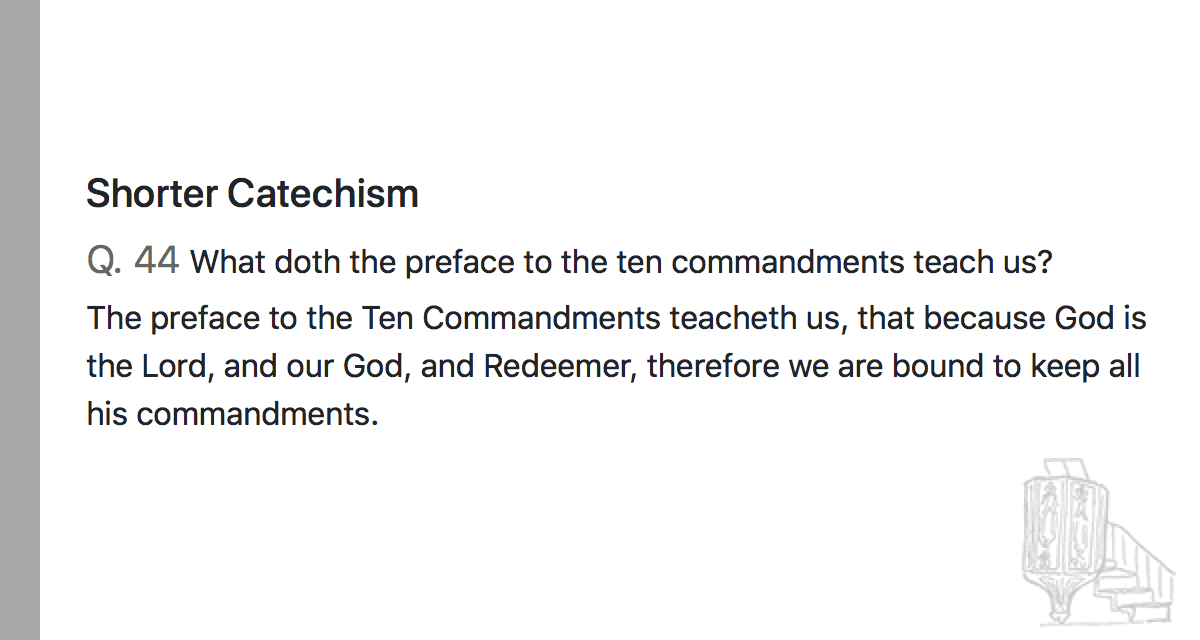 Shorter Catechism
Q. 44 What doth the preface to the ten commandments teach us?
The preface to the Ten Commandments teacheth us, that because God is
the Lord, and our God, and Redeemer, therefore we are bound to keep all
his commandments.